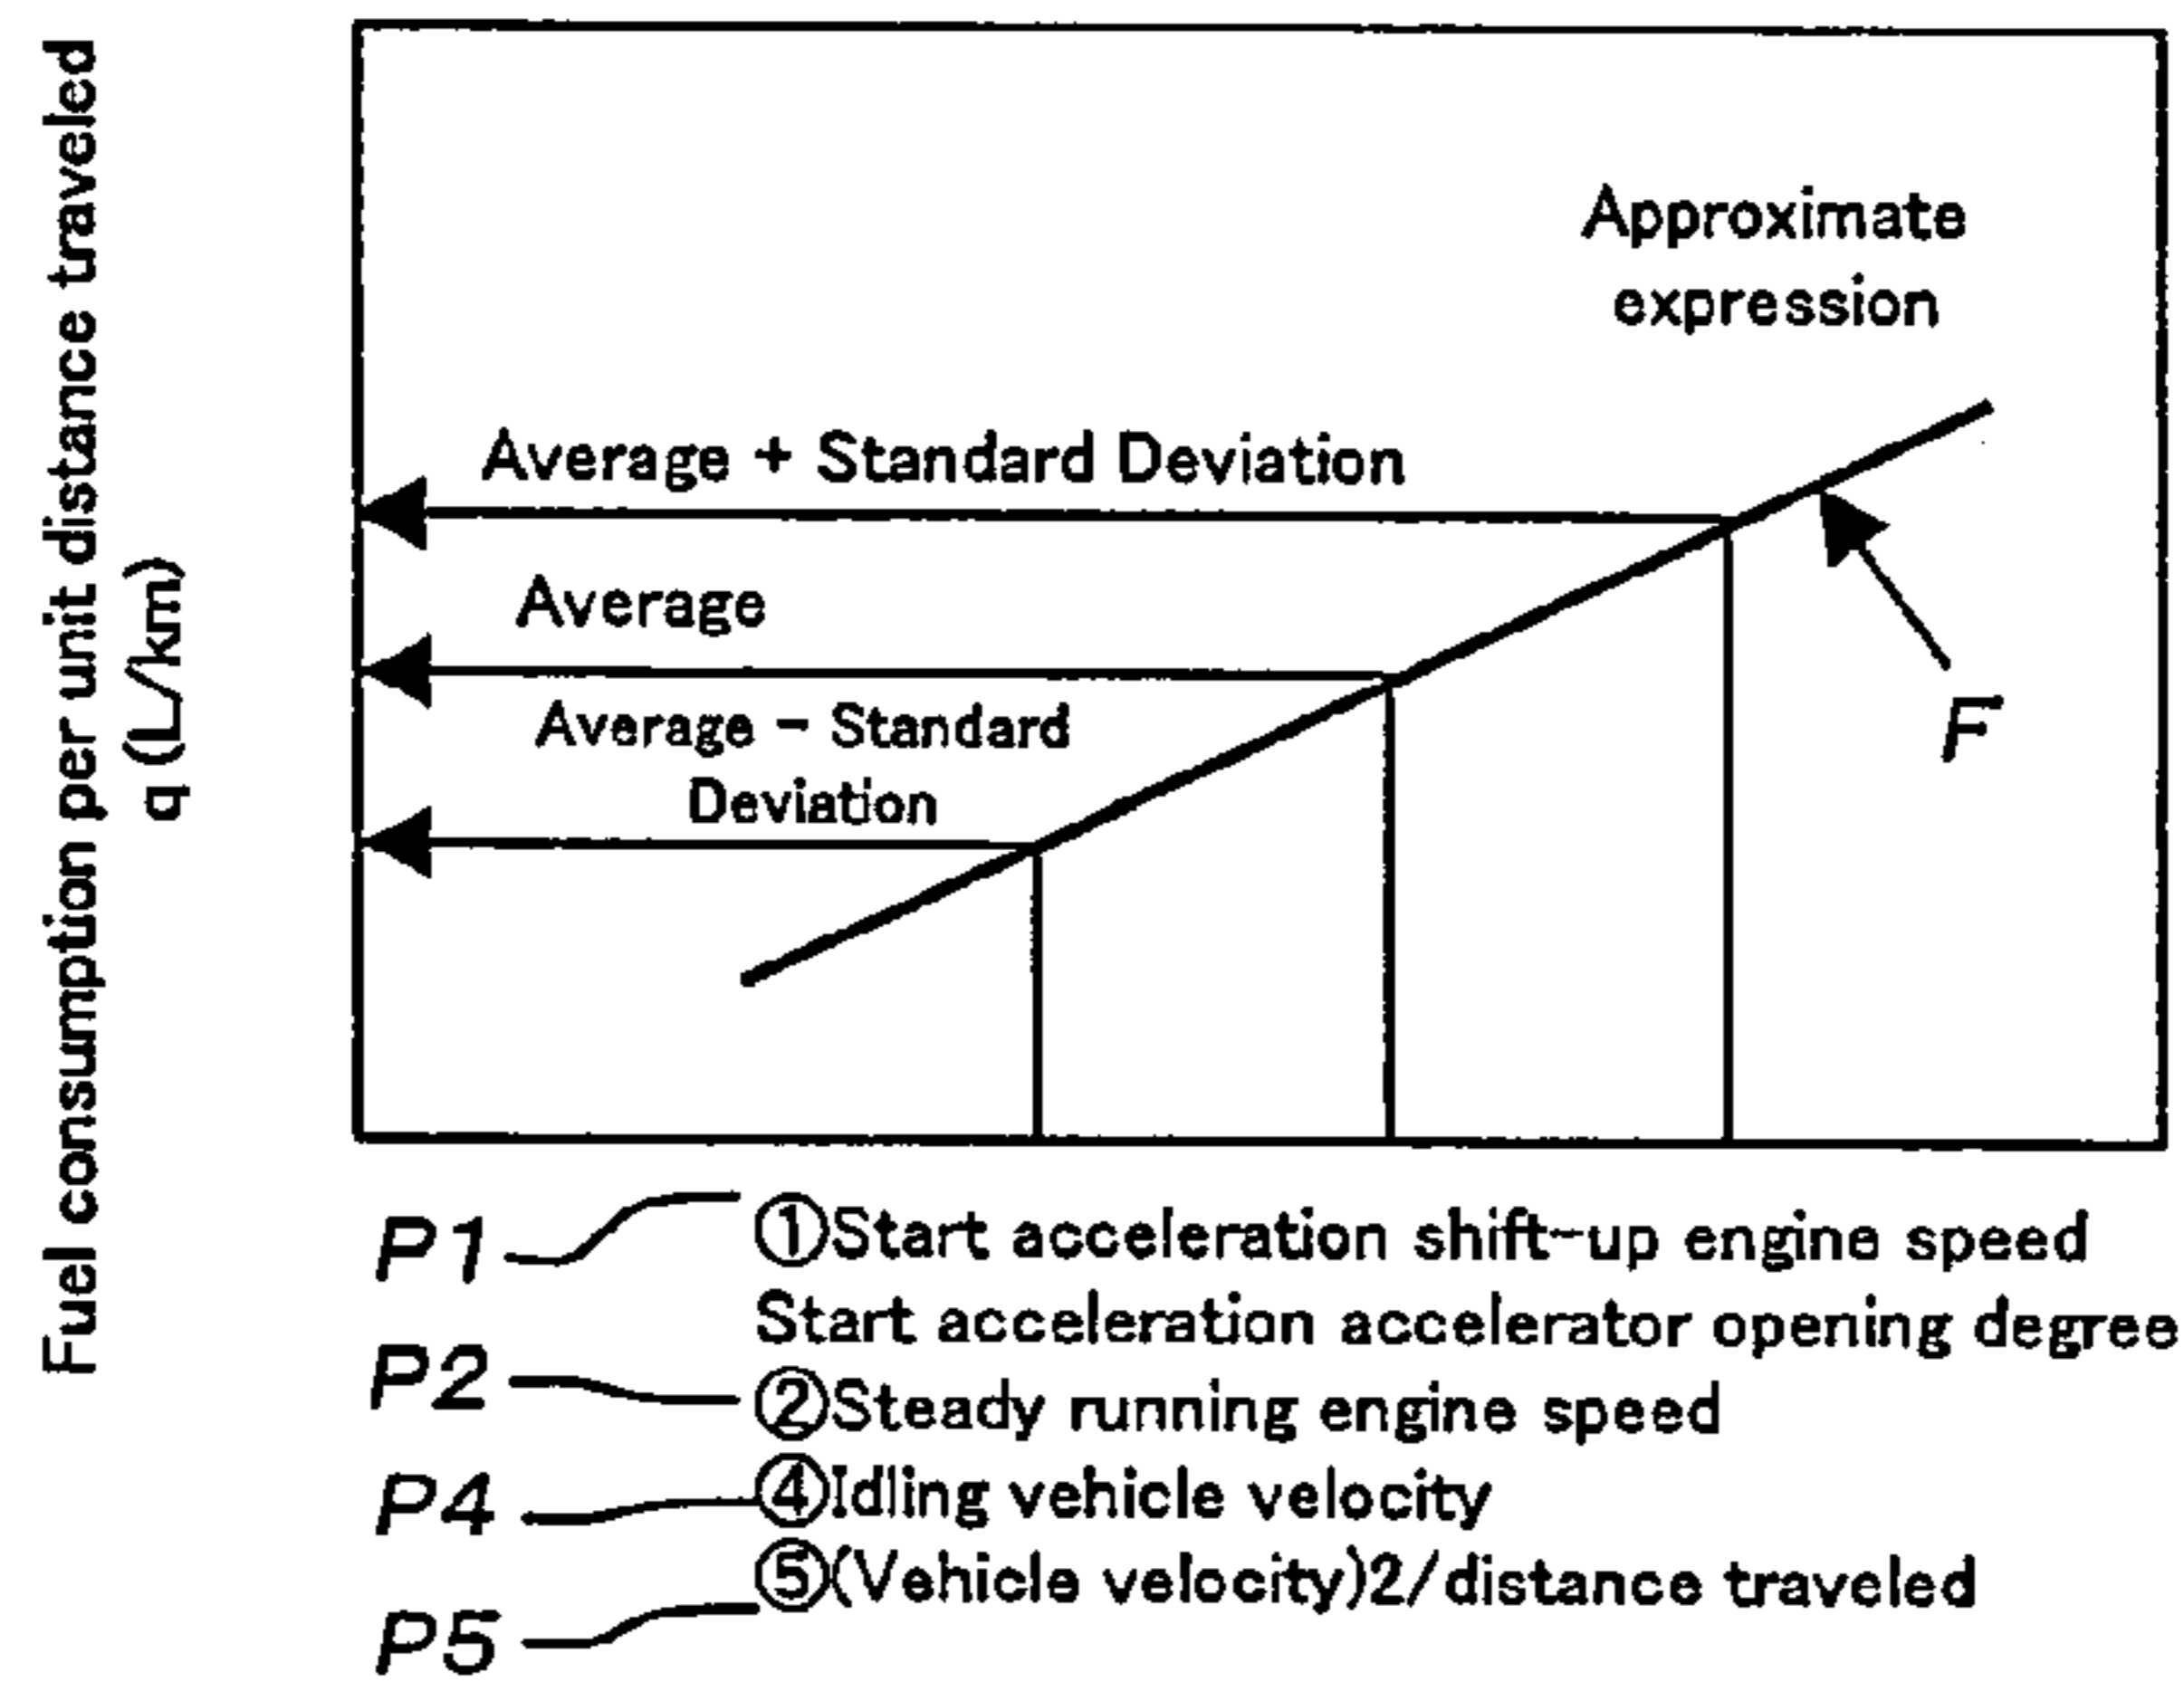 Fuel consumption per unit distance traveled
q (L/km)
Approximate
expression
Average + Standard Deviation
Average
Average - Standard
Deviation
F
P1 ①Start acceleration shift-up engine speed
Start acceleration accelerator opening degree
P2 ②Steady running engine speed
P4 ④Idling vehicle velocity
P5 ⑤(Vehicle velocity)2/distance traveled